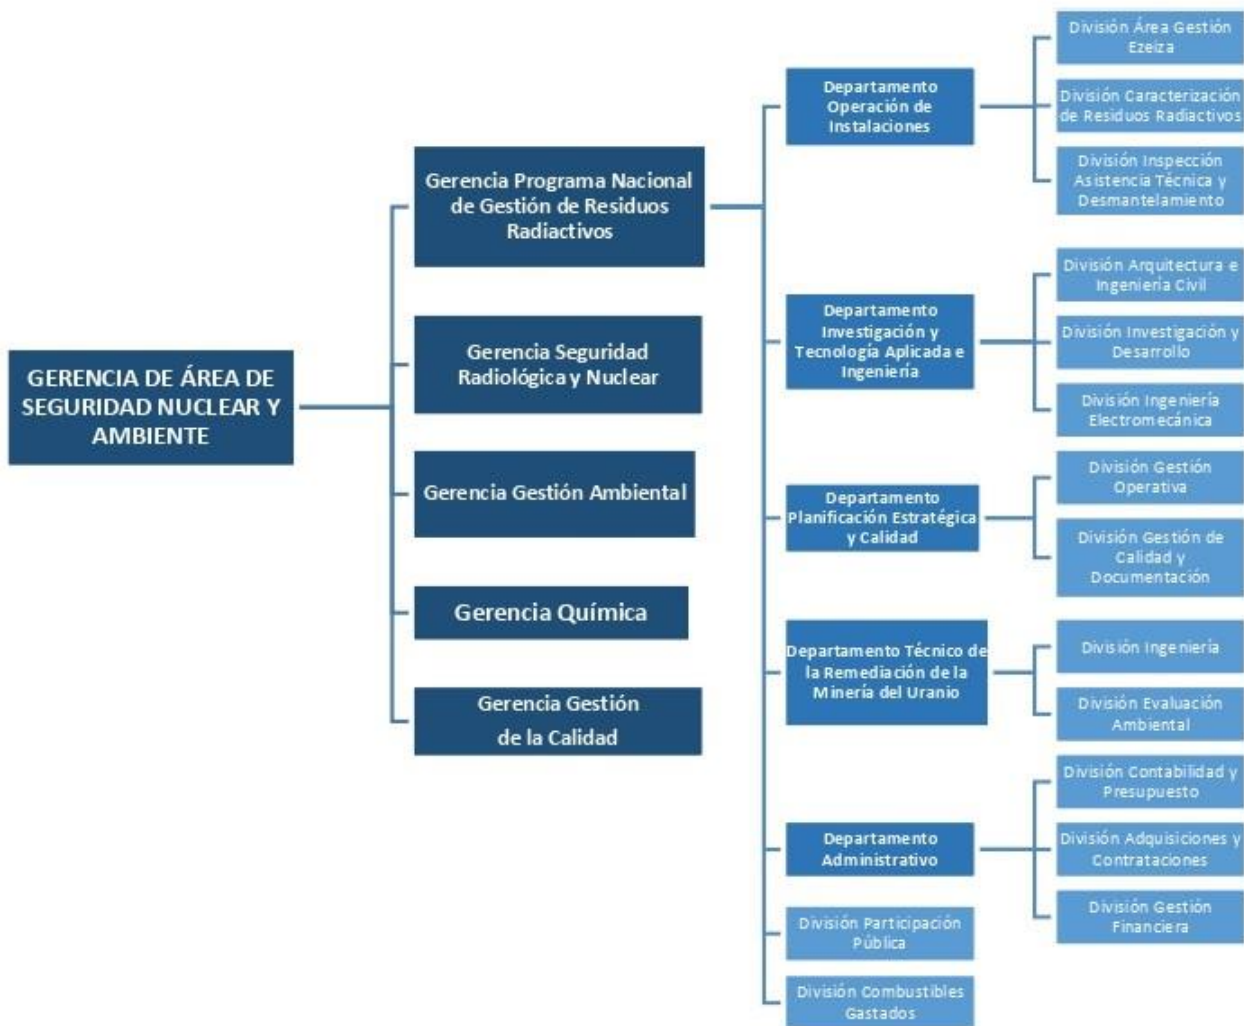 GERENCIA DE ÁREA DE
SEGURIDAD NUCLEAR Y
AMBIENTE
Gerencia Programa Nacional
de Gestión de Residuos
Radiactivos
Gerencia Seguridad
Radiológica y Nuclear
Gerencia Gestión Ambiental
Gerencia Química
Gerencia Gestión
de la Calidad
Departamento
Operación de
Instalaciones
División Área Gestión
Ezeiza
División Caracterización
de Residuos Radiactivos
División Inspección
Asistencia Técnica y
Desmantelamiento
Departamento
Investigación y
Tecnología Aplicada e
Ingeniería
División Arquitectura e
Ingeniería Civil
División Investigación y
Desarrollo
División Ingeniería
Electromecánica
Departamento
Planificación Estratégica
y Calidad
División Gestión
Operativa
División Gestión de
Calidad y
Documentación
Departamento Técnico de
la Remediación de la
Minería del Uranio
División Ingeniería
División Evaluación
Ambiental
Departamento
Administrativo
División Contabilidad y
Presupuesto
División Adquisiciones y
Contrataciones
División Gestión
Financiera
División Participación
Pública
División Combustibles
Gastados